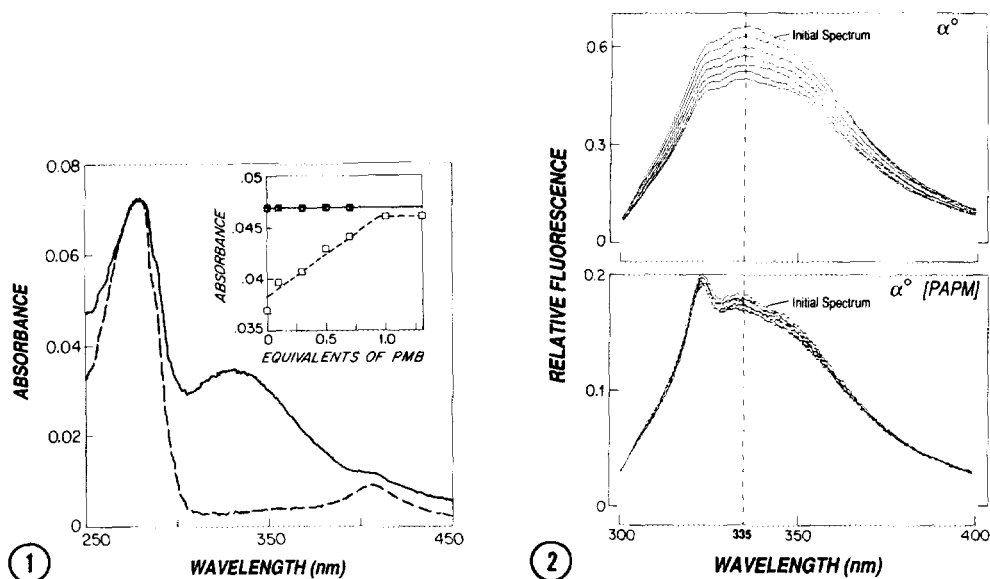 0.08
0.06
0.04
0.02
0
ABSORBANCE
250
300
350
400
450
WAVELENGTH (nm)
1
.05
.045
.04
.035
ABSORBANCE
0
0.5
1.0
EQUIVALENTS OF PMB
0.6
0.3
0
Initial Spectrum
α°
RELATIVE FLUORESCENCE
0.2
0.1
0
Initial Spectrum
α° [PAPM]
300
335
350
400
WAVELENGTH (nm)
2